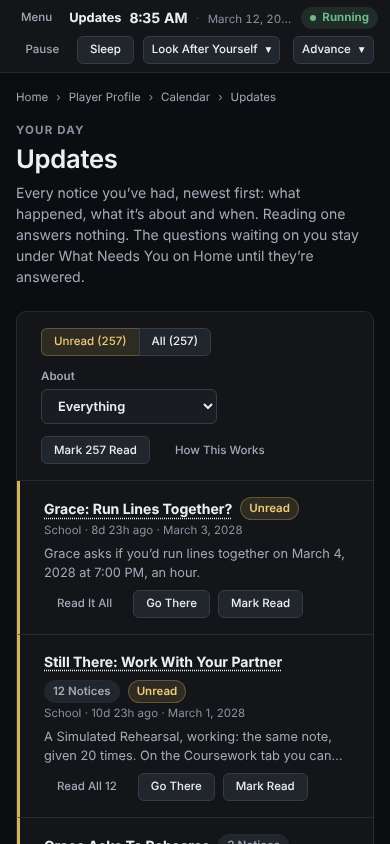 Menu Updates 8:35 AM · March 12, 20… Running
Pause Sleep Look After Yourself ▾ Advance ▾
Home › Player Profile › Calendar › Updates
YOUR DAY
Updates
Every notice you’ve had, newest first: what
happened, what it’s about and when. Reading one
answers nothing. The questions waiting on you stay
under What Needs You on Home until they’re
answered.
Unread (257) All (257)
About
Everything
Mark 257 Read How This Works
Grace: Run Lines Together? Unread
School · 8d 23h ago · March 3, 2028
Grace asks if you’d run lines together on March 4,
2028 at 7:00 PM, an hour.
Read It All Go There Mark Read
Still There: Work With Your Partner
12 Notices Unread
School · 10d 23h ago · March 1, 2028
A Simulated Rehearsal, working: the same note,
given 20 times. On the Coursework tab you can…
Read All 12 Go There Mark Read